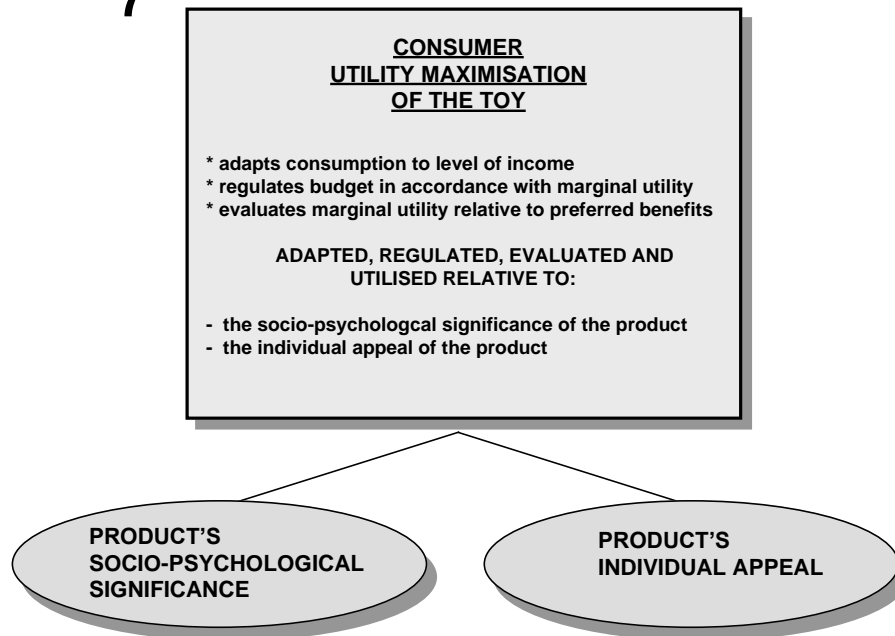 CONSUMER
UTILITY MAXIMISATION
OF THE TOY
* adapts consumption to level of income
* regulates budget in accordance with marginal utility
* evaluates marginal utility relative to preferred benefits
ADAPTED, REGULATED, EVALUATED AND
UTILISED RELATIVE TO:
- the socio-psychologcal significance of the product
- the individual appeal of the product
PRODUCT'S
SOCIO-PSYCHOLOGICAL
SIGNIFICANCE
PRODUCT'S
INDIVIDUAL APPEAL